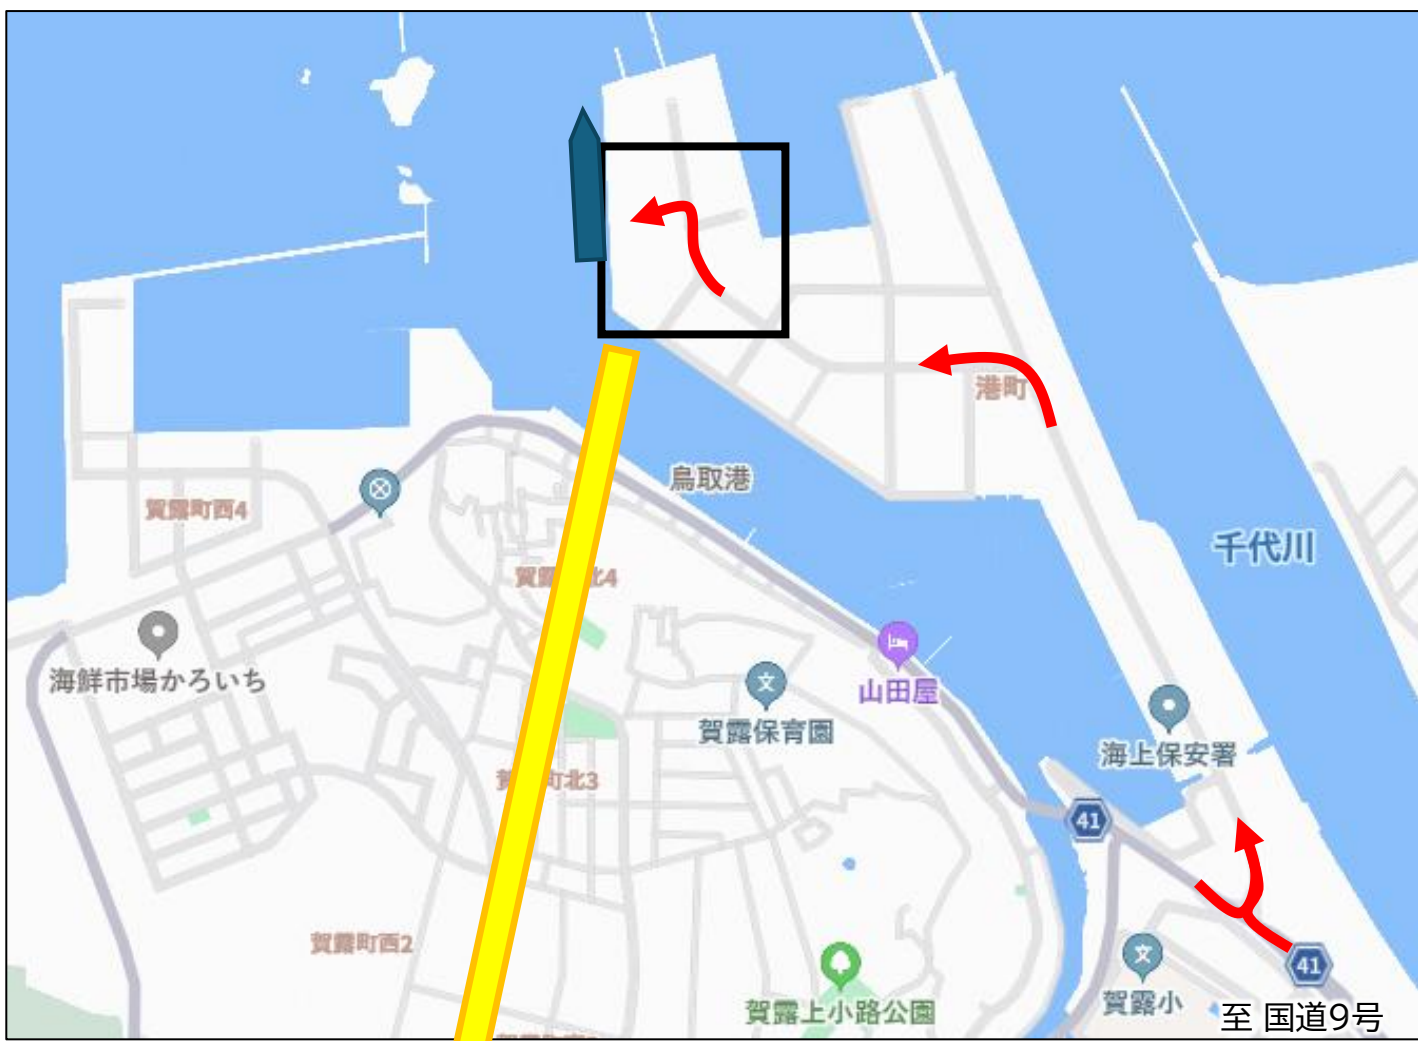 港町
鳥取港
賀露町西4
千代川
海鮮市場かろいち
山田屋
賀露保育園
海上保安署
41
賀露町西2
41
賀露上小路公園
賀露小
至 国道9号